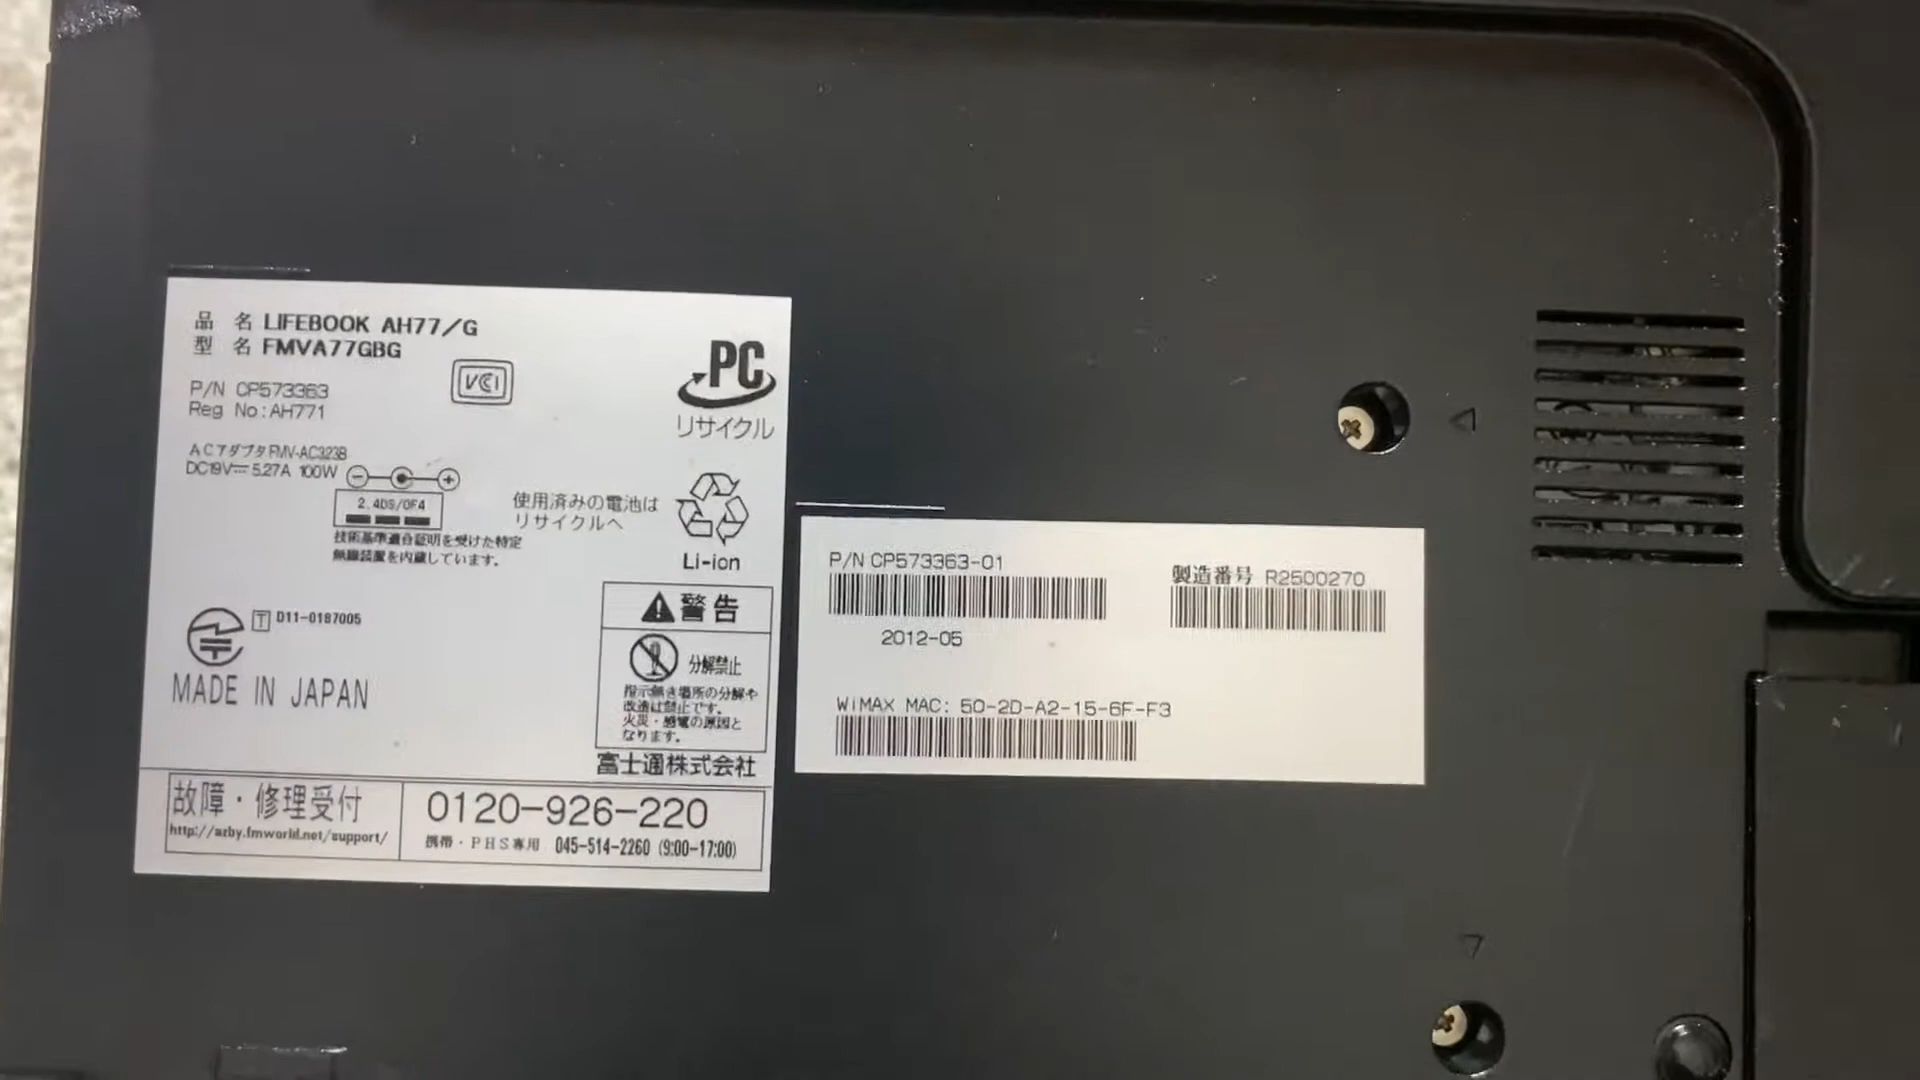 品 名 LIFEBOOK AH77/G
型 名 FMVA77GBG
VCI
P/N CP573363
Reg No:AH771
PC
リサイクル
ACアダプタ FMV-AC323B
DC19V 5.27A 100W
2.4DS/OF4
技術基準適合証明を受けた特定
無線装置を内蔵しています。
使用済みの電池は
リサイクルへ
Li-ion
T D11-0187005
MADE IN JAPAN
警告
分解禁止
指示無き場所の分解や
改造は禁止です。
火災・感電の原因と
なります。
富士通株式会社
故障・修理受付
http://azby.fmworld.net/support/
0120-926-220
携帯・PHS専用 045-514-2260 (9:00-17:00)
P/N CP573363-01
2012-05
製造番号 R2500270
WiMAX MAC: 50-2D-A2-15-6F-F3